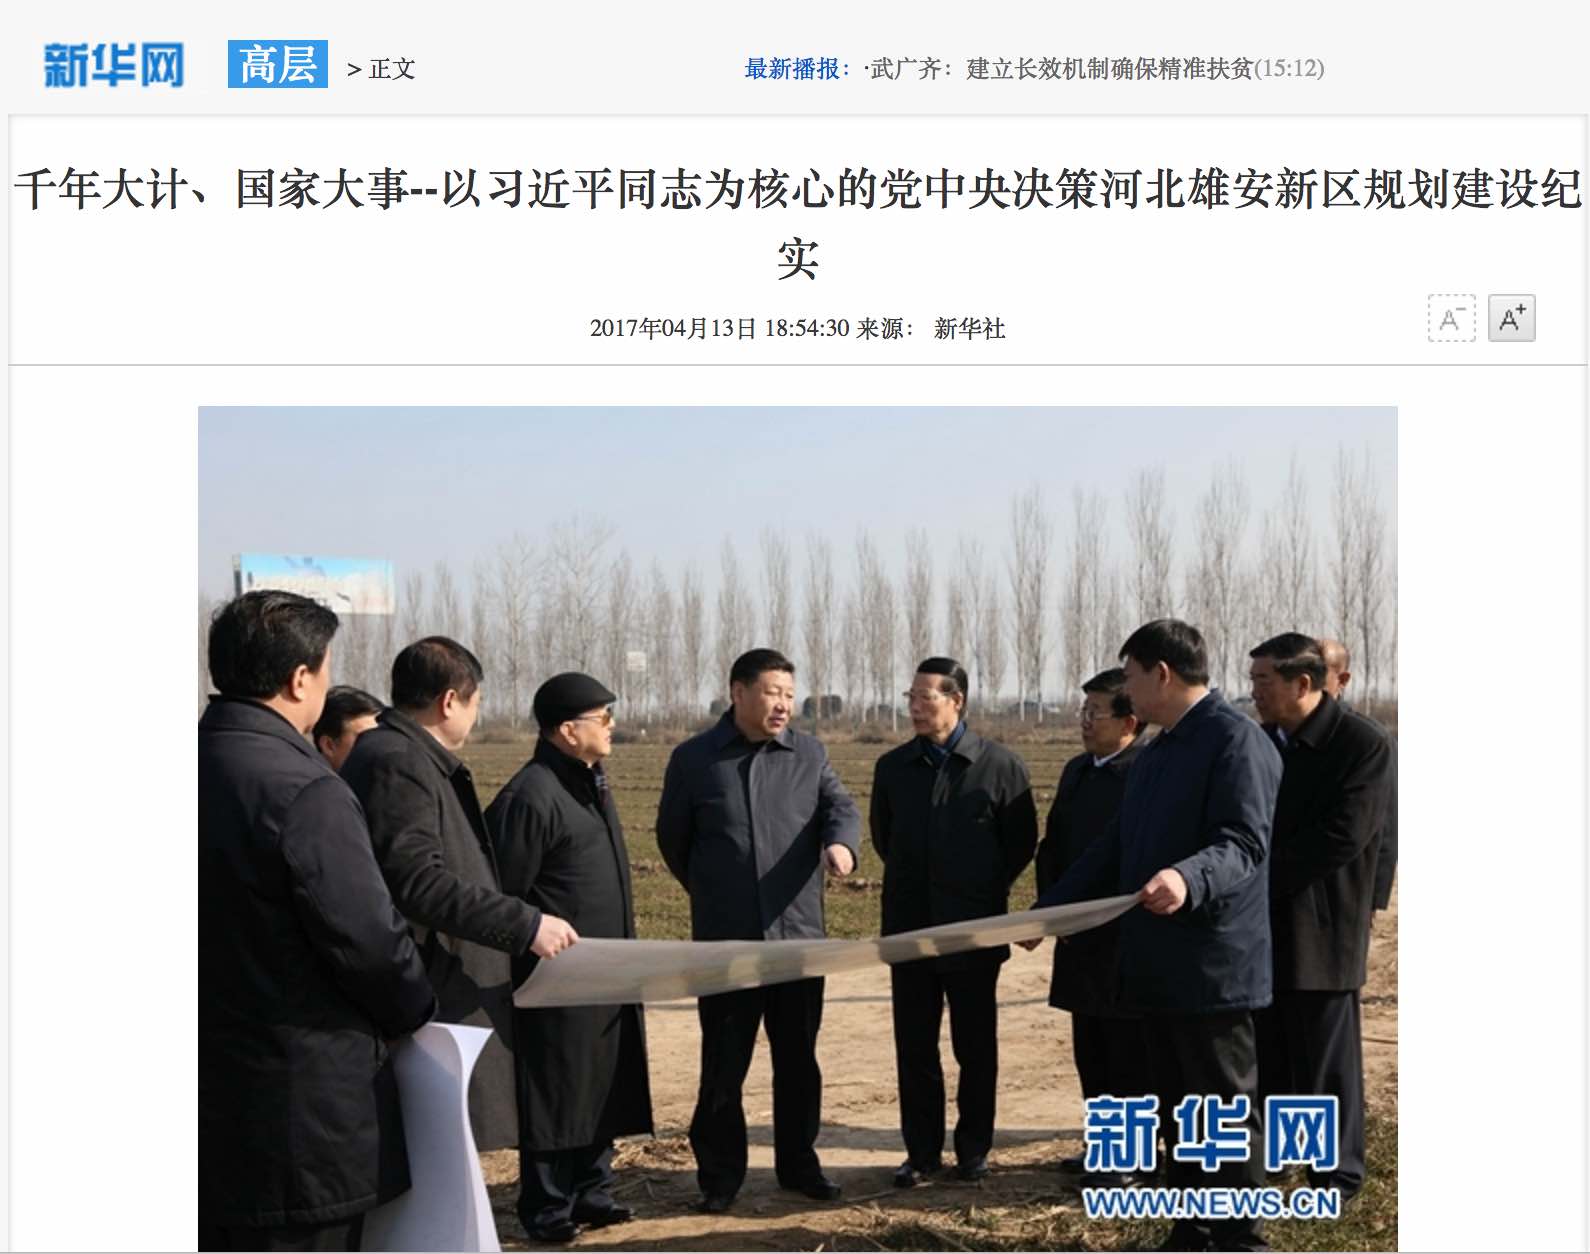 新华网 高层 > 正文 最新播报： ·武广齐：建立长效机制确保精准扶贫(15:12)
千年大计、国家大事--以习近平同志为核心的党中央决策河北雄安新区规划建设纪
实
2017年04月13日 18:54:30 来源： 新华社
A- A+
新华网
WWW.NEWS.CN